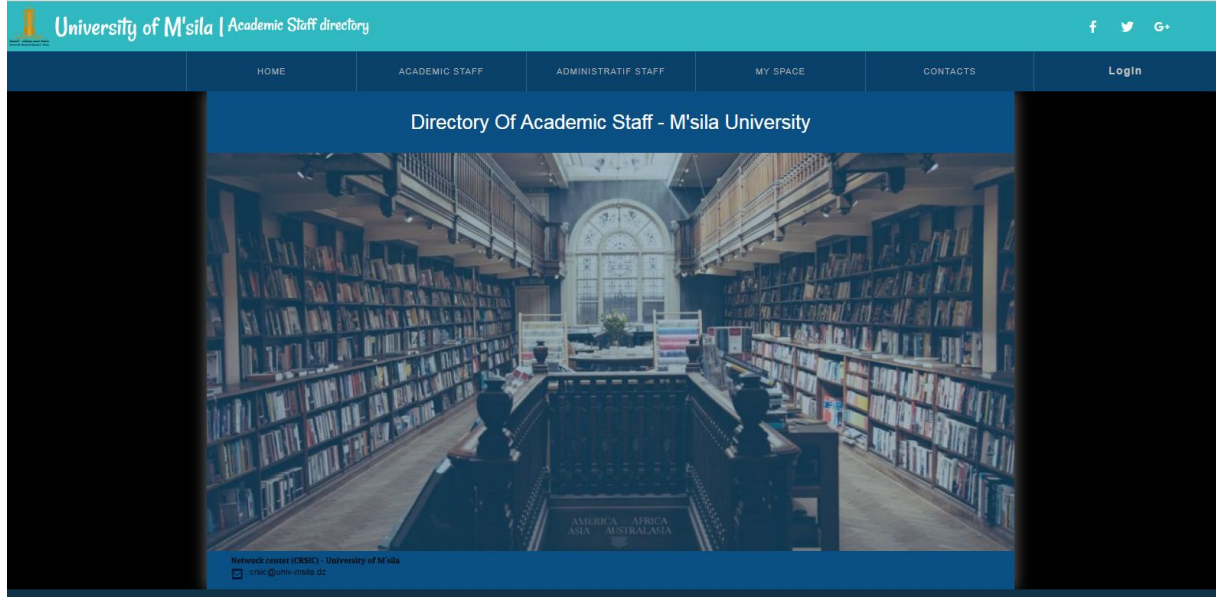 University of M'sila | Academic Staff directory
G+
HOME
ACADEMIC STAFF
ADMINISTRATIF STAFF
MY SPACE
CONTACTS
LogIn
Directory Of Academic Staff - M'sila University
AMERICA AFRICA
ASIA AUSTRALASIA
Network center (CRSIC) - University of M'sila
crsic@univ-msila.dz